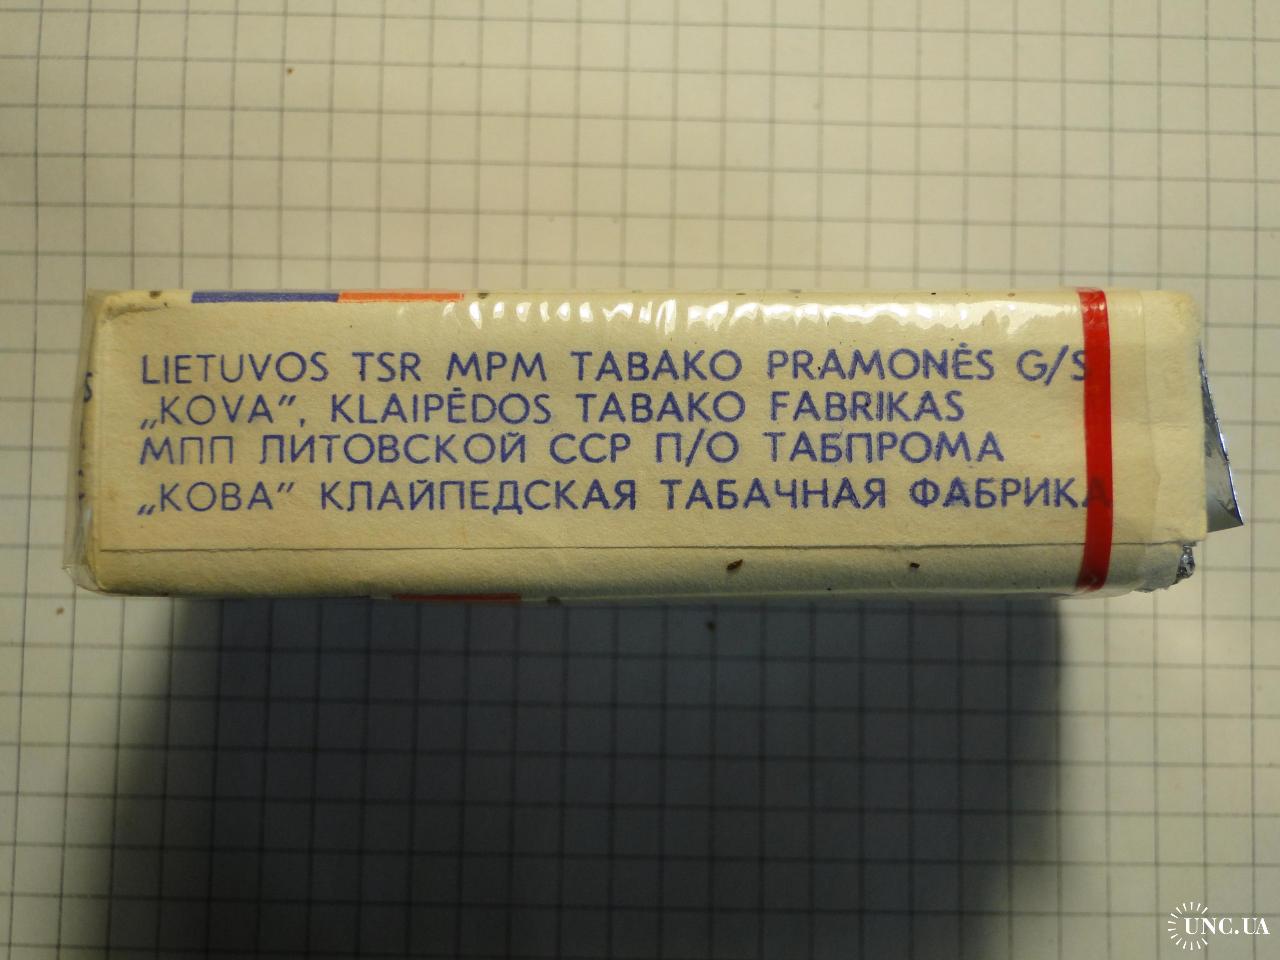 LIETUVOS TSR MPM TABAKO PRAMONĖS G/S
„KOVA”, KLAIPĖDOS TABAKO FABRIKAS
МПП ЛИТОВСКОЙ ССР П/О ТАБПРОМА
„КОВА” КЛАЙПЕДСКАЯ ТАБАЧНАЯ ФАБРИКА
UNC.UA